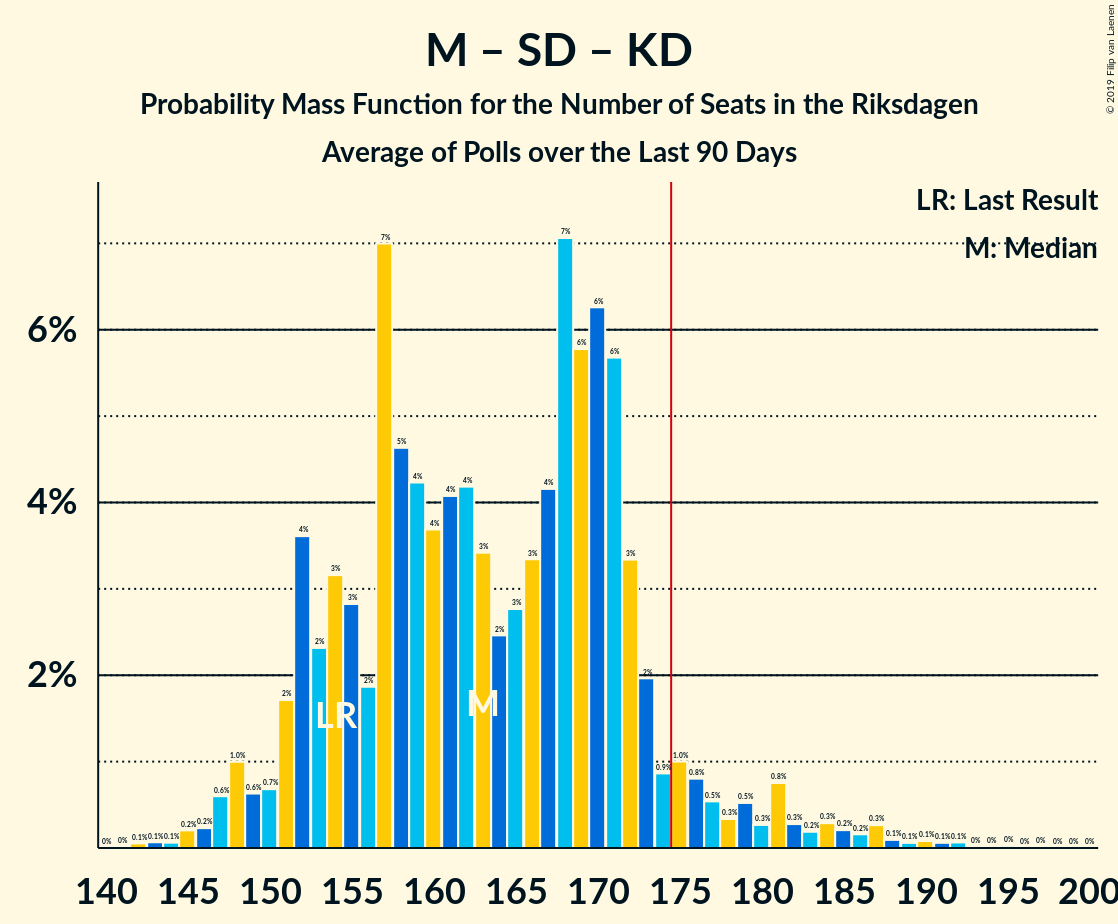 M – SD – KD
Probability Mass Function for the Number of Seats in the Riksdagen
Average of Polls over the Last 90 Days
© 2019 Filip van Laenen
LR: Last Result
M: Median
6%
4%
2%
0% 0% 0.1% 0.1% 0.1% 0.2% 0.2% 0.6% 1.0% 0.6% 0.7% 2% 4% 2% 3% 3% 2% 7% 5% 4% 4% 4% 4% 3% 2% 3% 3% 4% 7% 6% 6% 6% 3% 2% 0.9% 1.0% 0.8% 0.5% 0.3% 0.5% 0.3% 0.8% 0.3% 0.2% 0.3% 0.2% 0.2% 0.3% 0.1% 0.1% 0.1% 0.1% 0.1% 0% 0% 0% 0% 0% 0% 0% 0%
LR
M
140 145 150 155 160 165 170 175 180 185 190 195 200